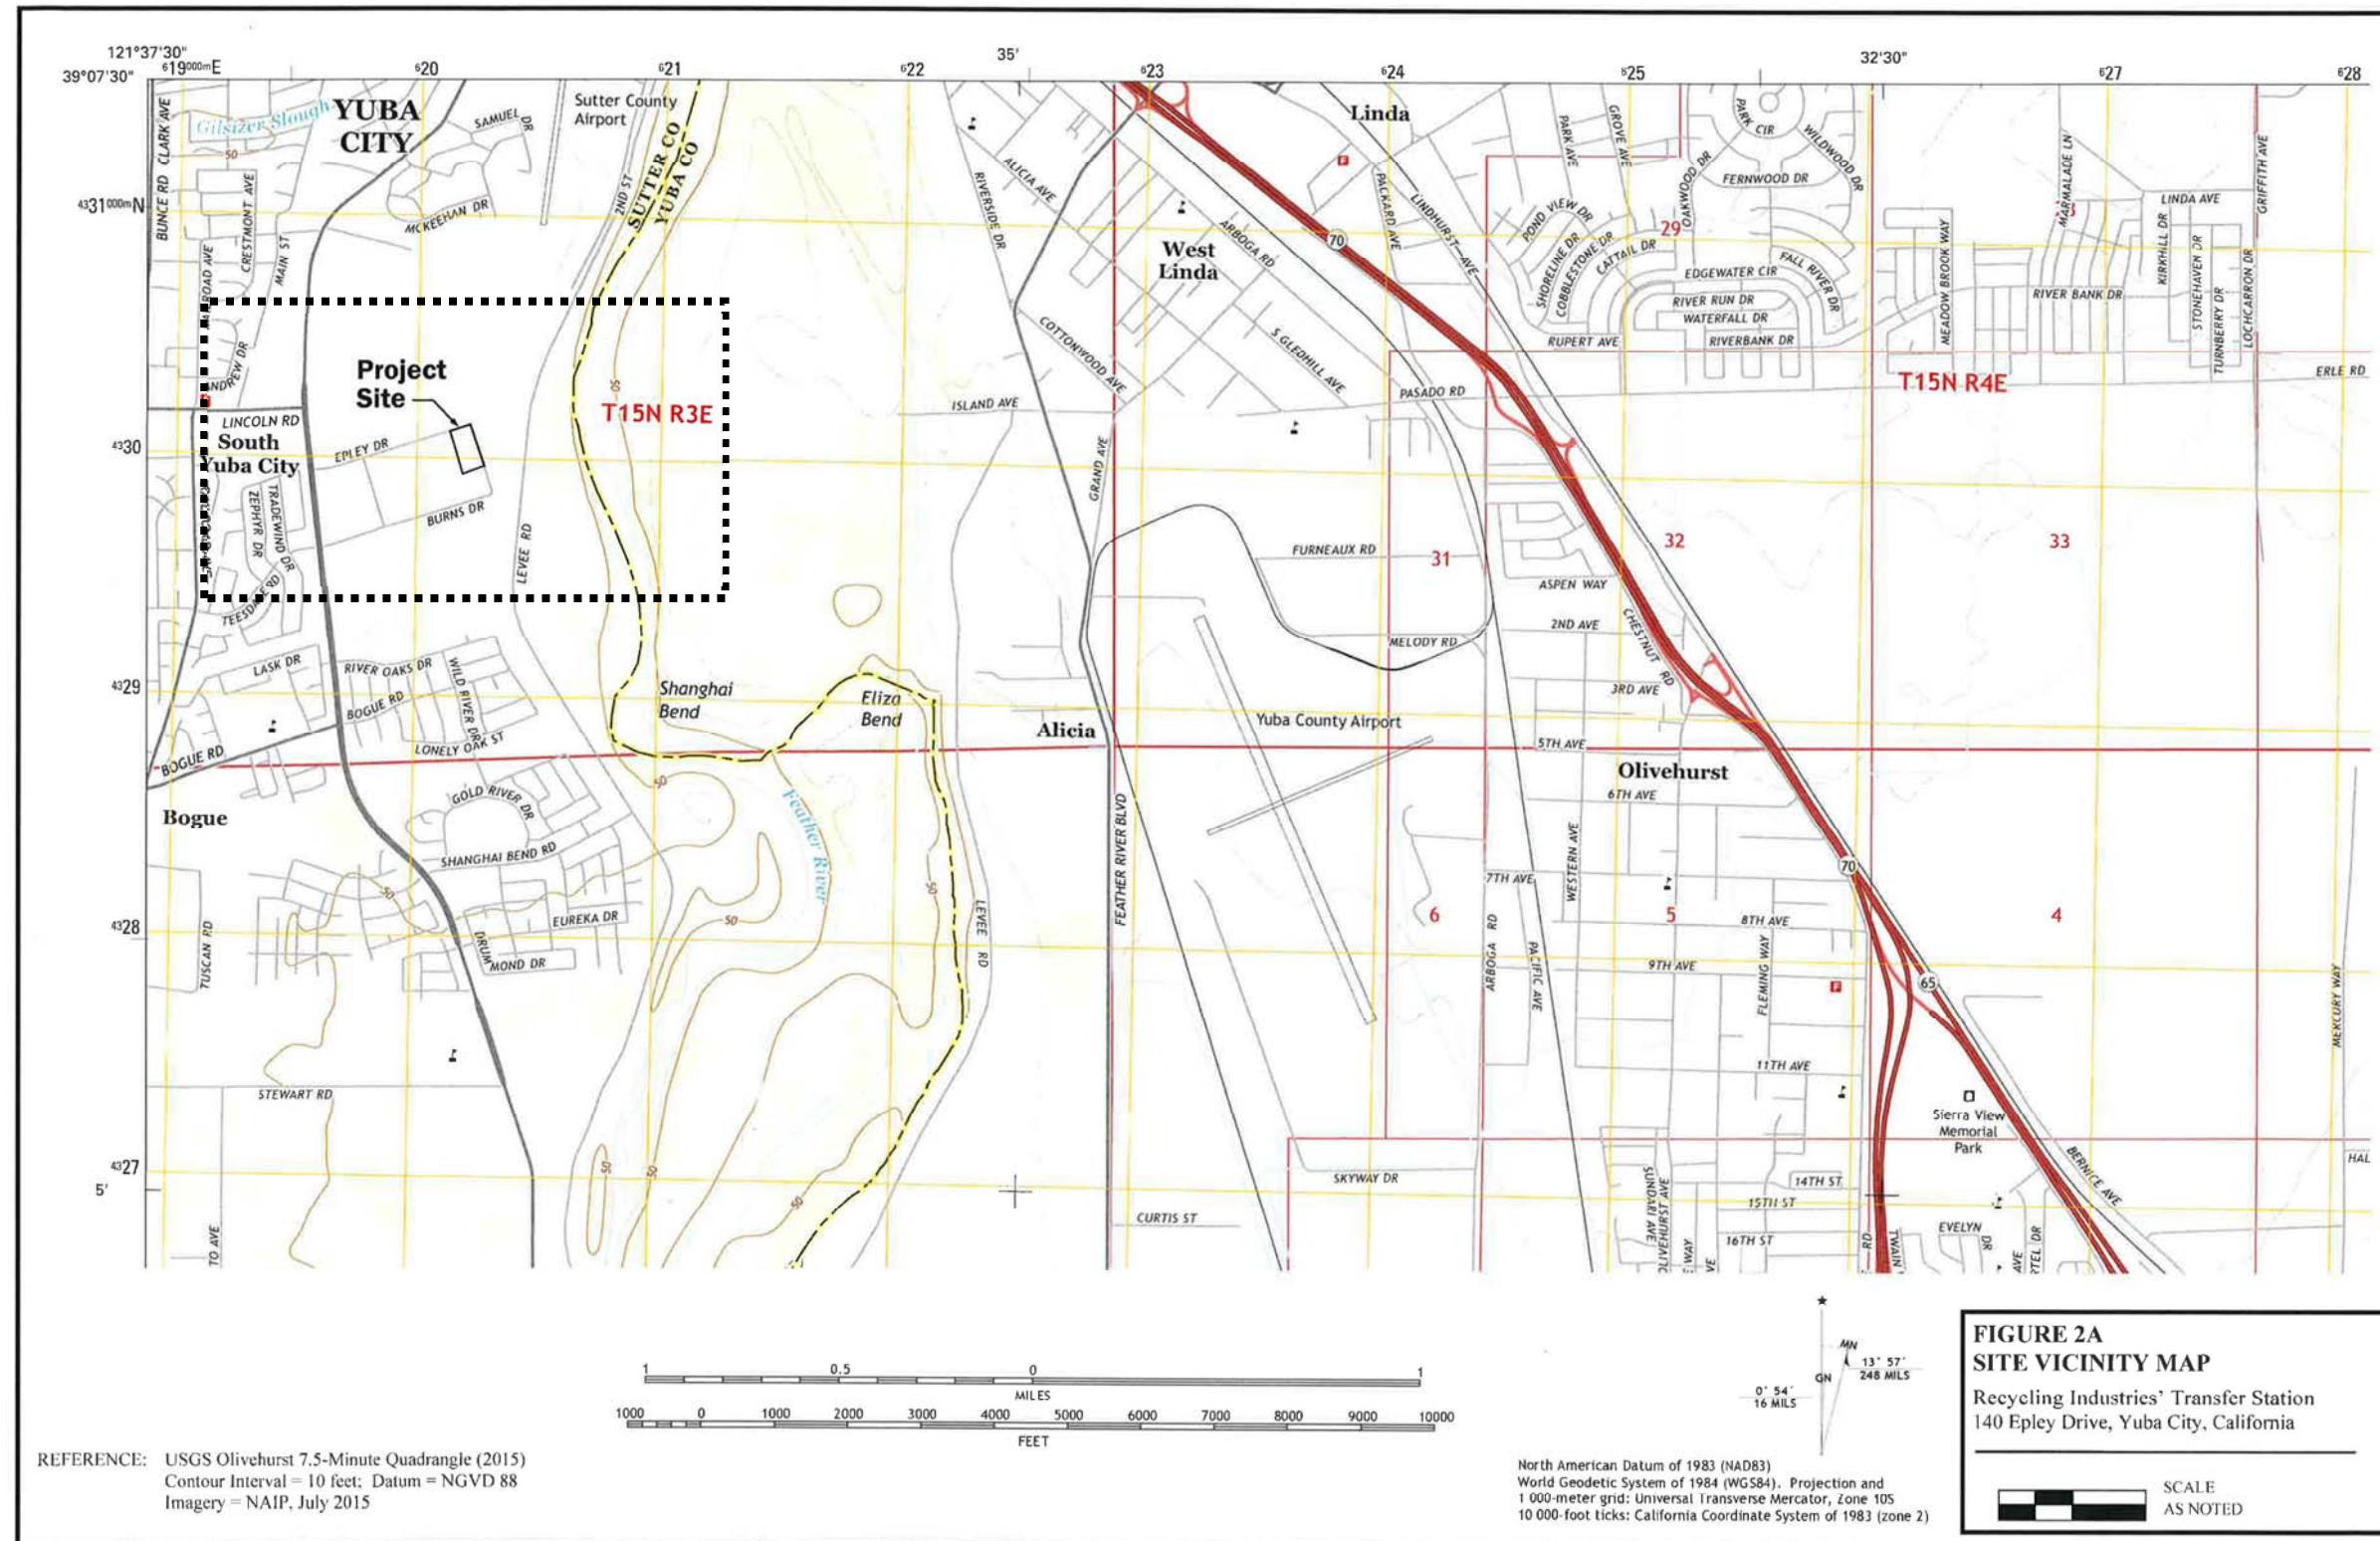 121°37'30"
39°07'30"
619000mE
620
621
622
35'
623
624
625
32'30"
627
628
4331000mN
4330
4329
4328
4327
5'
Gilsizer Slough
YUBA
CITY
Sutter County
Airport
SAMUEL DR
MCKEEHAN DR
BUNCE RD
CLARK AVE
CRESTMONT AVE
MAIN ST
2ND ST
SUTTER CO
YUBA CO
50
RIVERSIDE DR
ALICIA AVE
West
Linda
ARBOGA RD
COTTONWOOD AVE
S GLEDHILL AVE
Linda
PACKARD AVE
LINDHURST AVE
70
PARK AVE
GROVE AVE
PARK CIR
WILDWOOD DR
OAKWOOD DR
FERNWOOD DR
POND VIEW DR
SHORELINE DR
COBBLESTONE DR
CATTAIL DR
29
EDGEWATER CIR
FALL RIVER DR
RIVER RUN DR
WATERFALL DR
RUPERT AVE
RIVERBANK DR
MEADOW BROOK WAY
MARMALADE LN
LINDA AVE
GRIFFITH AVE
KIRKHILL DR
STONEHAVEN DR
RIVER BANK DR
TURNBERRY DR
LOCHCARRON DR
T15N R4E
ERLE RD
Project
Site
LINCOLN RD
South
Yuba City
EPLEY DR
BURNS DR
ZEPHYR DR
TRADEWIND DR
TEESDALE RD
LEVEE RD
50
T15N R3E
ISLAND AVE
GRAND AVE
PASADO RD
FURNEAUX RD
31
32
33
ASPEN WAY
2ND AVE
CHESTNUT RD
MELODY RD
3RD AVE
LASK DR
RIVER OAKS DR
WILD RIVER DR
BOGUE RD
BOGUE RD
LONELY OAK ST
Shanghai
Bend
Eliza
Bend
Alicia
Yuba County Airport
5TH AVE
Olivehurst
6TH AVE
Bogue
GOLD RIVER DR
SHANGHAI BEND RD
50
Feather River
FEATHER RIVER BLVD
50
50
50
EUREKA DR
DRUMMOND DR
TUSCAN RD
LEVEE RD
7TH AVE
WESTERN AVE
70
6
5
4
8TH AVE
9TH AVE
FLEMING WAY
ARBOGA RD
PACIFIC AVE
65
MERCURY WAY
11TH AVE
STEWART RD
Sierra View
Memorial
Park
50
50
50
SKYWAY DR
CURTIS ST
SUNDARI AVE
OLIVEHURST AVE
14TH ST
15TH ST
16TH ST
BERNICE AVE
HAL
EVELYN DR
TO AVE
WAY
RD
TWAIN
AVE
1 0.5 0 1
MILES
1000 0 1000 2000 3000 4000 5000 6000 7000 8000 9000 10000
FEET
MN
GN
13° 57'
248 MILS
0° 54'
16 MILS
FIGURE 2A
SITE VICINITY MAP
Recycling Industries' Transfer Station
140 Epley Drive, Yuba City, California
SCALE
AS NOTED
REFERENCE: USGS Olivehurst 7.5-Minute Quadrangle (2015)
Contour Interval = 10 feet; Datum = NGVD 88
Imagery = NAIP, July 2015
North American Datum of 1983 (NAD83)
World Geodetic System of 1984 (WGS84). Projection and
1 000-meter grid: Universal Transverse Mercator, Zone 10S
10 000-foot ticks: California Coordinate System of 1983 (zone 2)